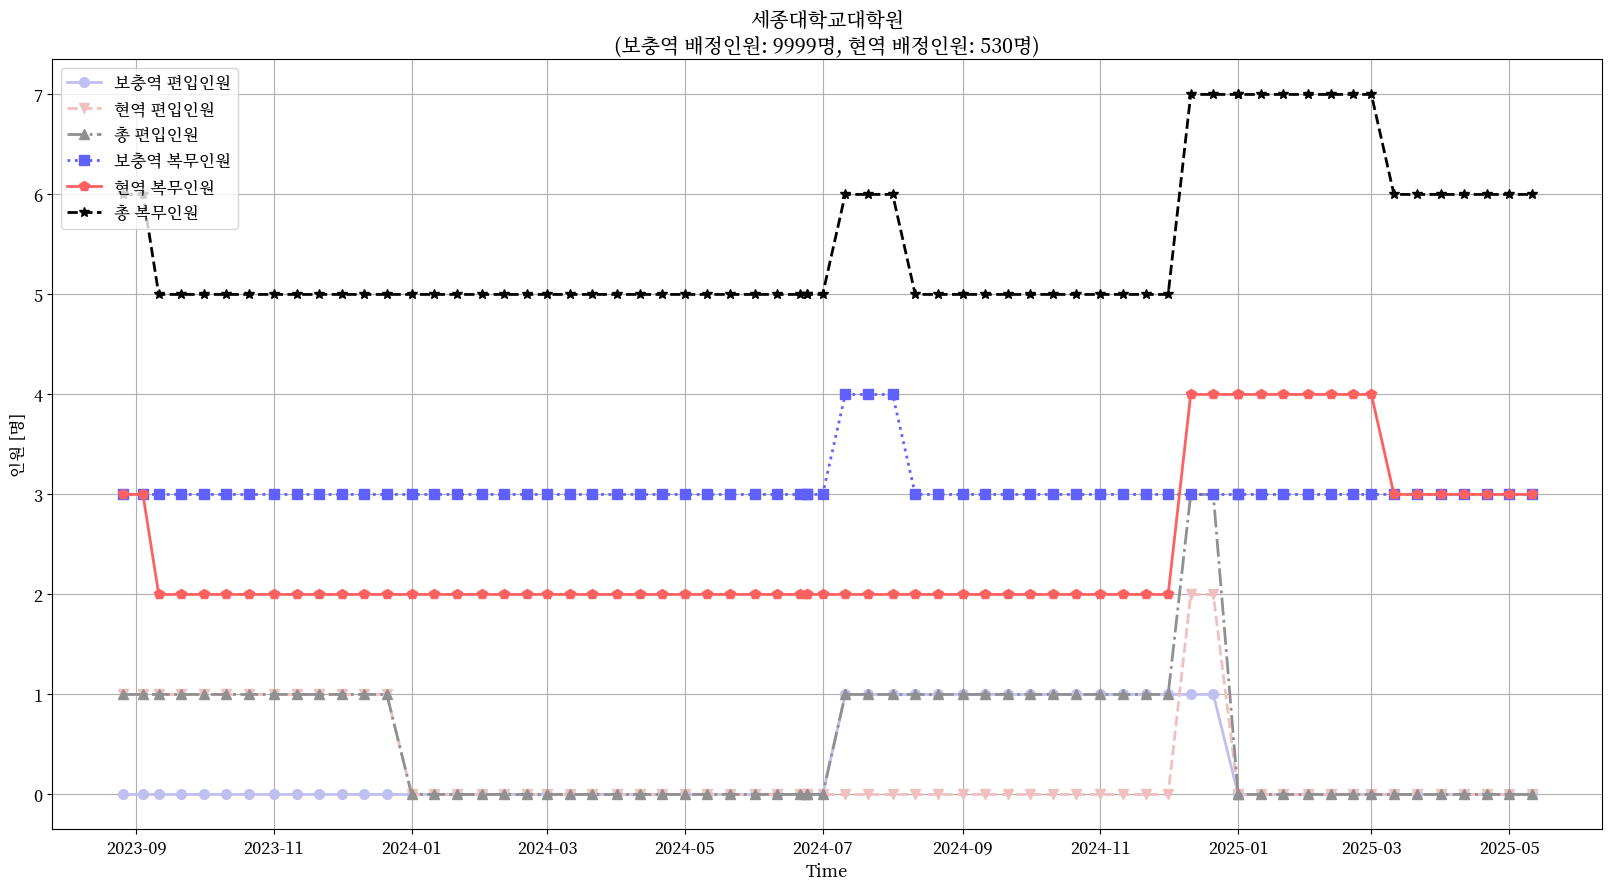 세종대학교대학원
(보충역 배정인원: 9999명, 현역 배정인원: 530명)
보충역 편입인원
현역 편입인원
총 편입인원
보충역 복무인원
현역 복무인원
총 복무인원
7
6
5
4
3
2
1
0
인원 [명]
2023-09
2023-11
2024-01
2024-03
2024-05
2024-07
2024-09
2024-11
2025-01
2025-03
2025-05
Time